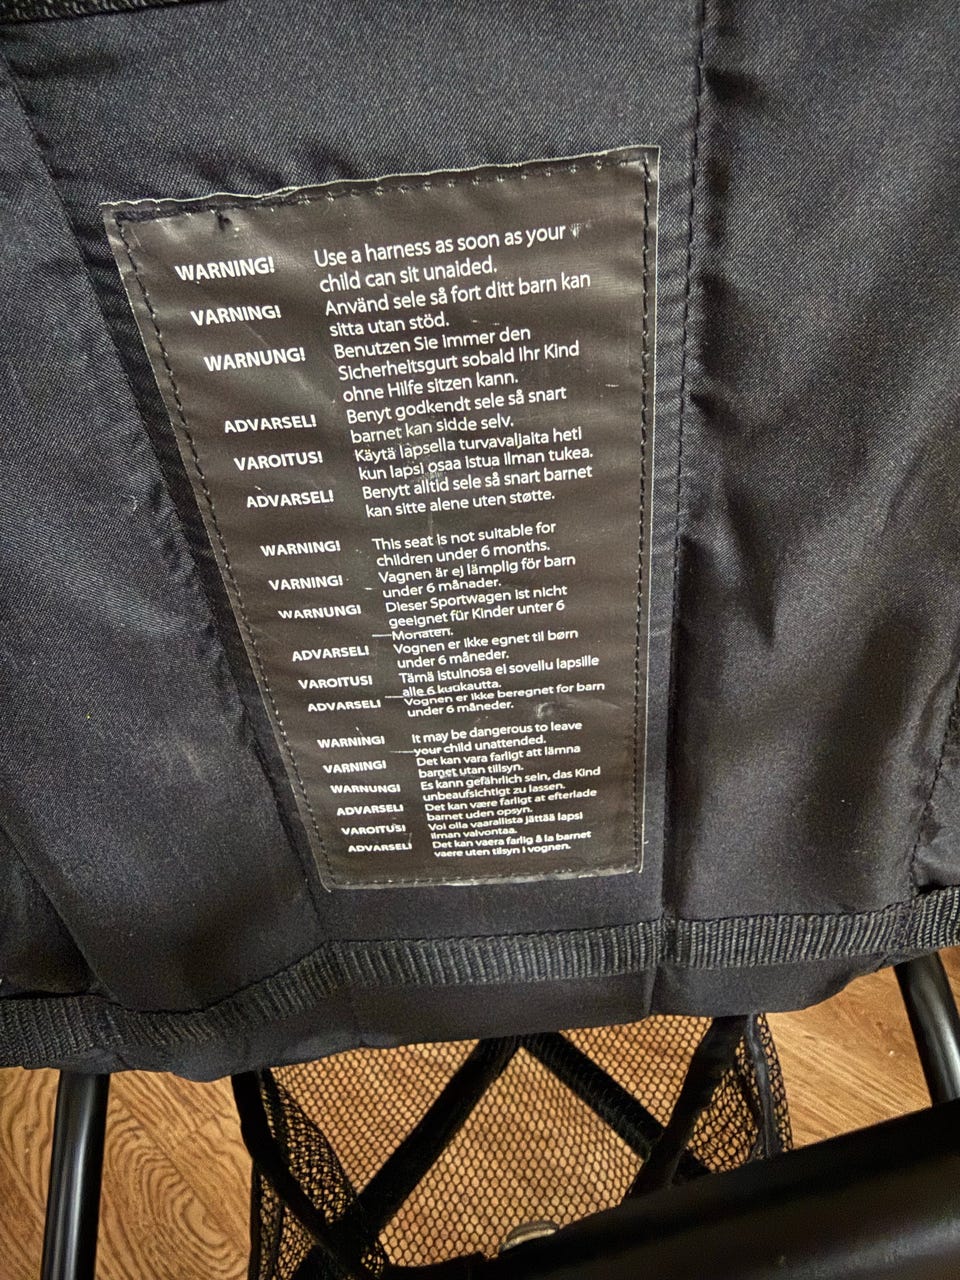 WARNING! Use a harness as soon as your
child can sit unaided.
VARNING! Använd sele så fort ditt barn kan
sitta utan stöd.
WARNUNG! Benutzen Sie immer den
Sicherheitsgurt sobald Ihr Kind
ohne Hilfe sitzen kann.
ADVARSEL! Benyt godkendt sele så snart
barnet kan sidde selv.
VAROITUS! Käytä lapsella turvavaljaita heti
kun lapsi osaa istua ilman tukea.
ADVARSEL! Benytt alltid sele så snart barnet
kan sitte alene uten støtte.
WARNING! This seat is not suitable for
children under 6 months.
VARNING! Vagnen är ej lämplig för barn
under 6 månader.
WARNUNG! Dieser Sportwagen ist nicht
geeignet für Kinder unter 6
Monaten.
ADVARSEL! Vognen er ikke egnet til børn
under 6 måneder.
VAROITUS! Tämä istuinosa ei sovellu lapsille
alle 6 kuukautta.
ADVARSEL! Vognen er ikke beregnet for barn
under 6 måneder.
WARNING! It may be dangerous to leave
your child unattended.
VARNING! Det kan vara farligt att lämna
barnet utan tillsyn.
WARNUNG! Es kann gefährlich sein, das Kind
unbeaufsichtigt zu lassen.
ADVARSEL! Det kan være farligt at efterlade
barnet uden opsyn.
VAROITUS! Voi olla vaarallista jättää lapsi
ilman valvontaa.
ADVARSEL! Det kan vaera farlig å la barnet
vaere uten tilsyn i vognen.